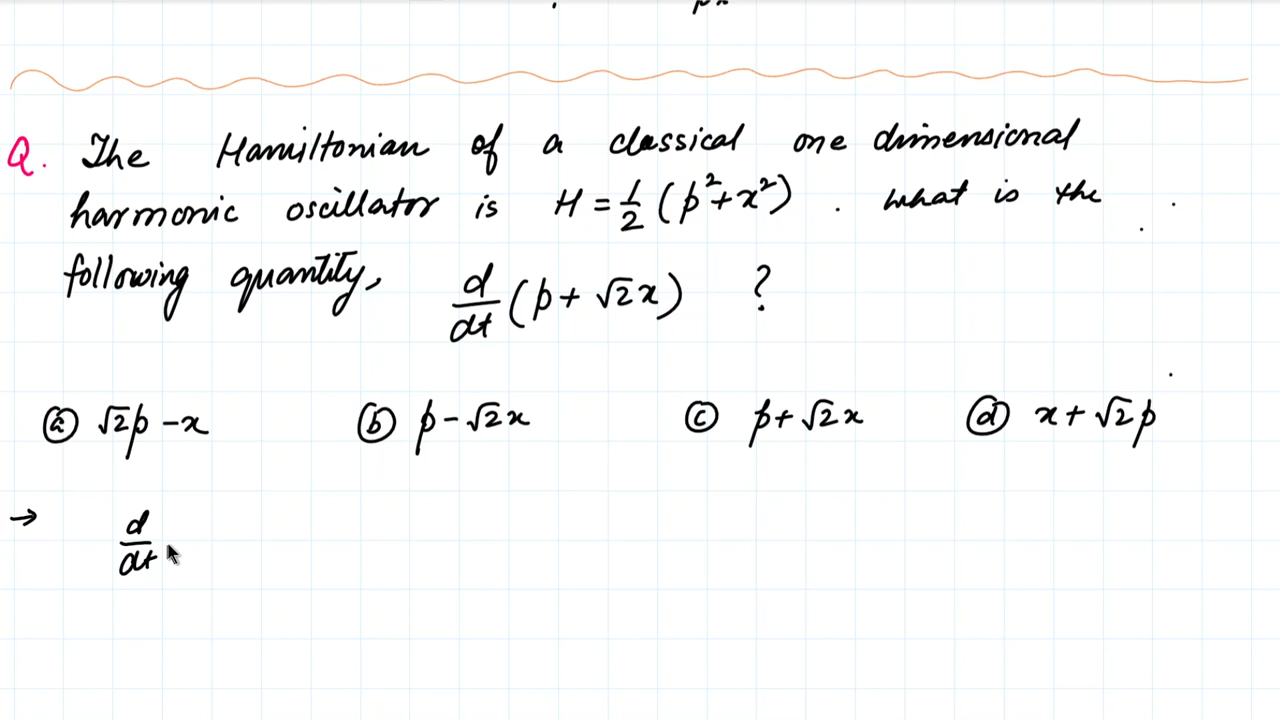 Q. The Hamiltonian of a classical one dimensional
harmonic oscillator is H = 1/2 (p² + x²) . what is the
following quantity, d/dt (p + √2x) ?
ⓐ √2p - x ⓑ p - √2x ⓒ p + √2x ⓓ x + √2p
→ d/dt